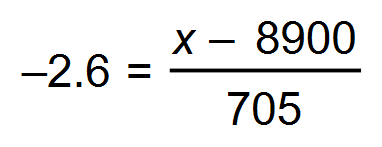 –2.6 = x – 8900 / 705